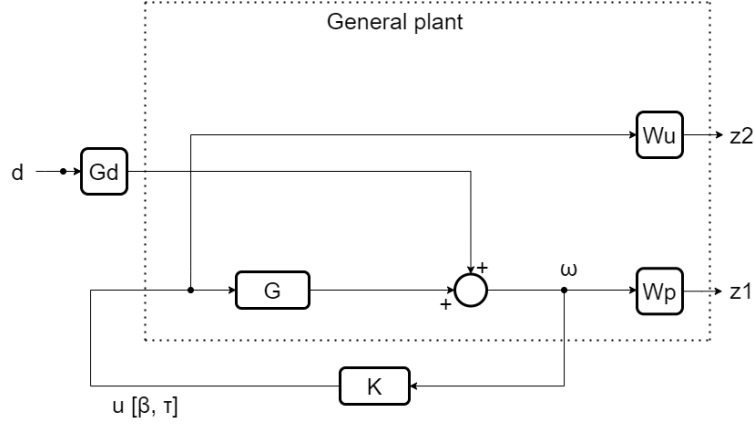 General plant
Wu
z2
d
Gd
+
ω
G
+
Wp
z1
K
u [β, τ]